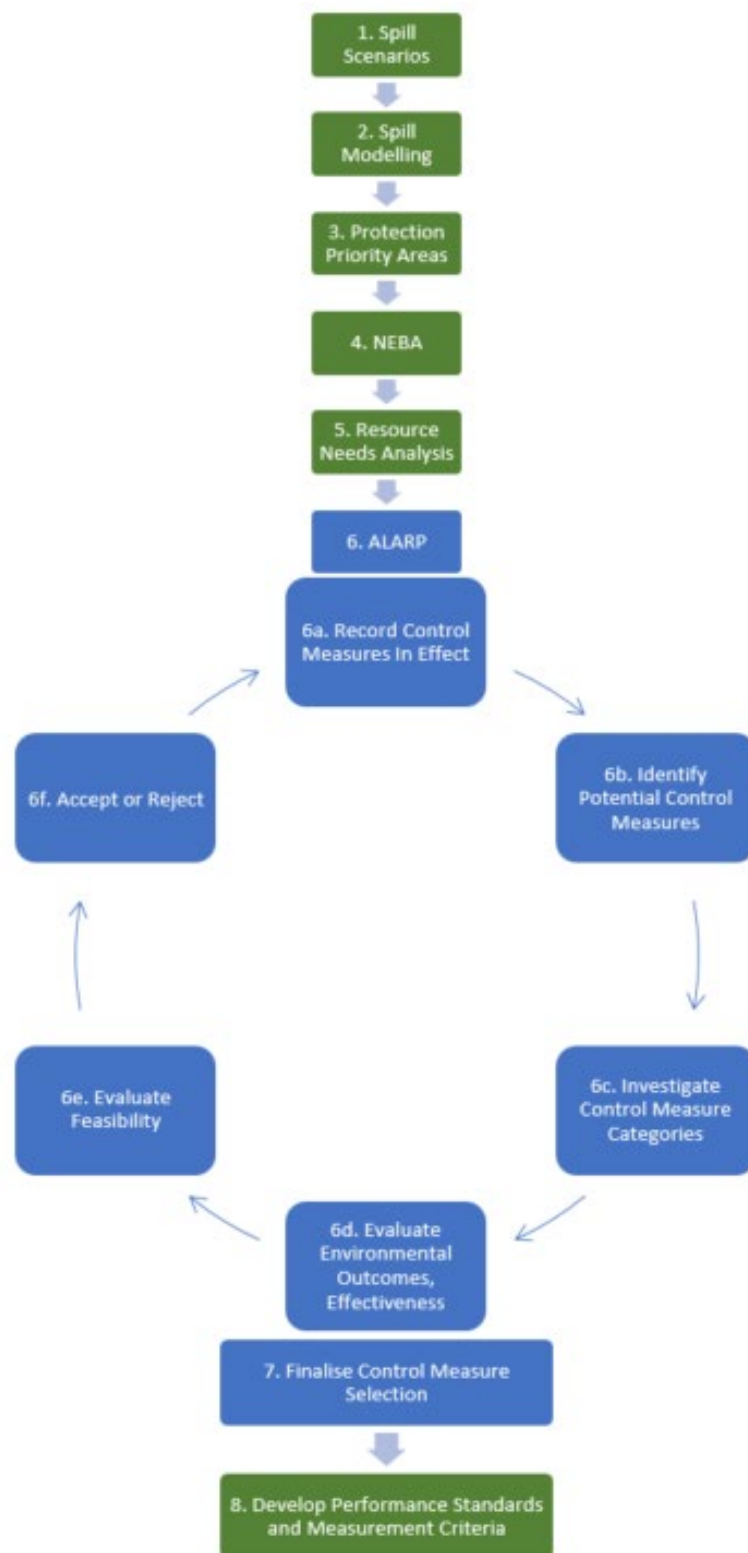 1. Spill
Scenarios
2. Spill
Modelling
3. Protection
Priority Areas
4. NEBA
5. Resource
Needs Analysis
6. ALARP
6a. Record Control
Measures In Effect
6b. Identify
Potential Control
Measures
6c. Investigate
Control Measure
Categories
6d. Evaluate
Environmental
Outcomes,
Effectiveness
6e. Evaluate
Feasibility
6f. Accept or Reject
7. Finalise Control Measure
Selection
8. Develop Performance Standards
and Measurement Criteria